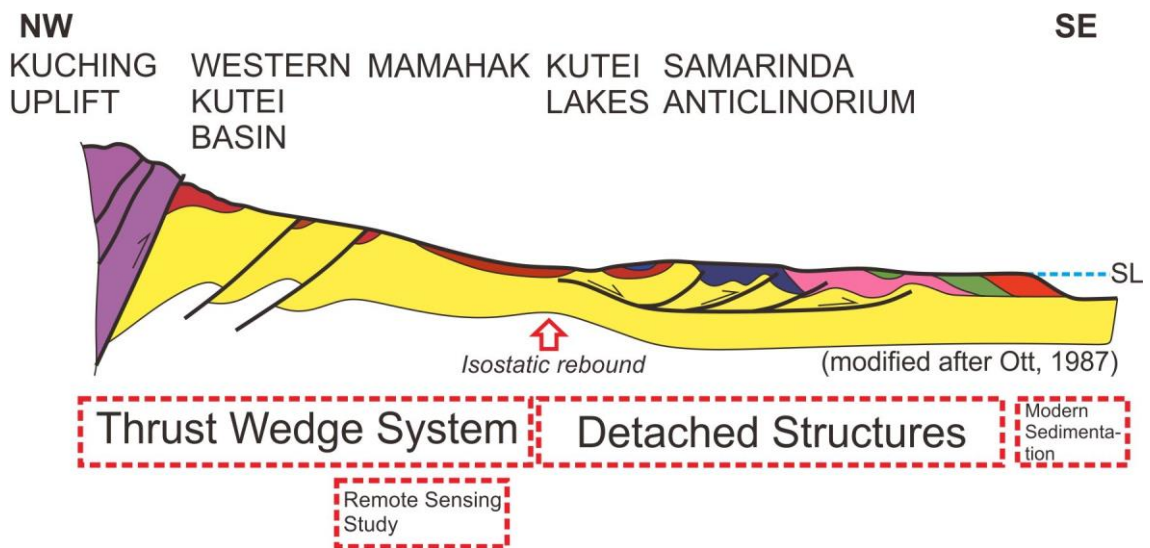 NW
SE
KUCHING
UPLIFT
WESTERN
KUTEI
BASIN
MAMAHAK
KUTEI
LAKES
SAMARINDA
ANTICLINORIUM
SL
Isostatic rebound
(modified after Ott, 1987)
Thrust Wedge System
Detached Structures
Modern
Sedimenta-
tion
Remote Sensing
Study